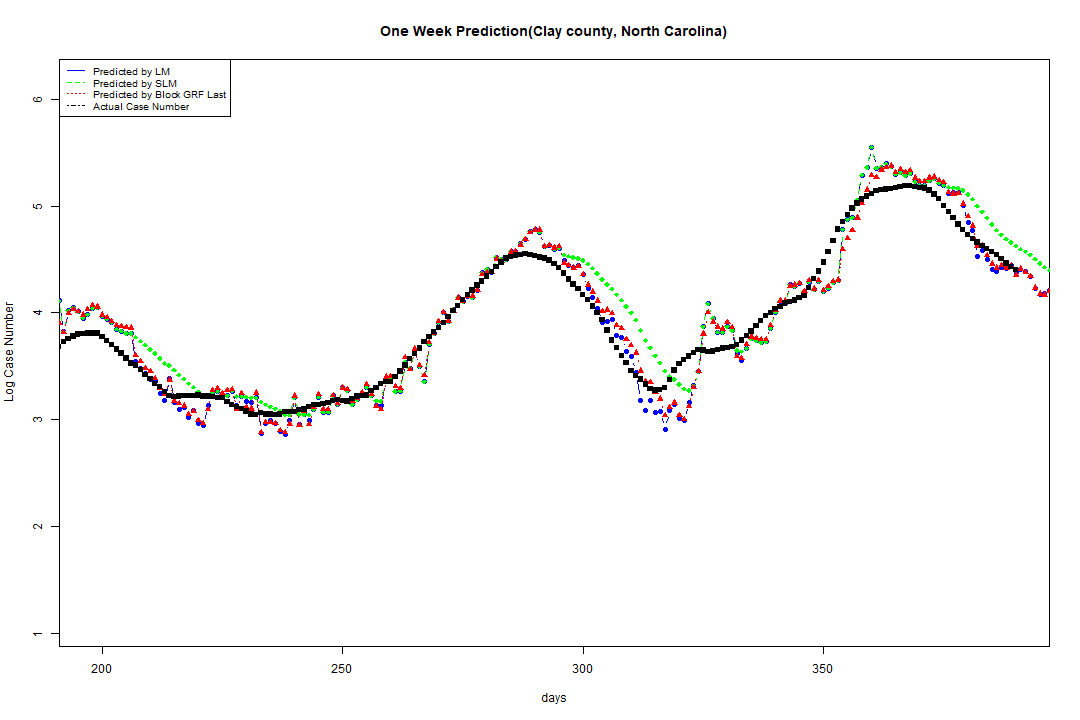 One Week Prediction(Clay county, North Carolina)
Predicted by LM
Predicted by SLM
Predicted by Block GRF Last
Actual Case Number
6
5
4
3
2
1
Log Case Number
200 250 300 350
days